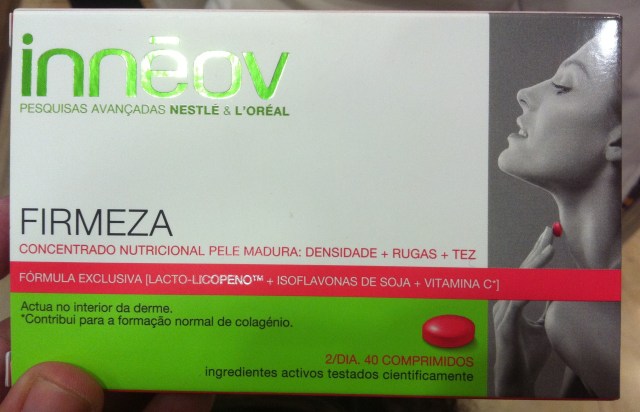 innēov
PESQUISAS AVANÇADAS NESTLÉ & L'ORÉAL
FIRMEZA
CONCENTRADO NUTRICIONAL PELE MADURA: DENSIDADE + RUGAS + TEZ
FÓRMULA EXCLUSIVA [LACTO-LICOPENO™ + ISOFLAVONAS DE SOJA + VITAMINA C*]
Actua no interior da derme.
*Contribui para a formação normal de colagénio.
2/DIA. 40 COMPRIMIDOS
ingredientes activos testados cientificamente